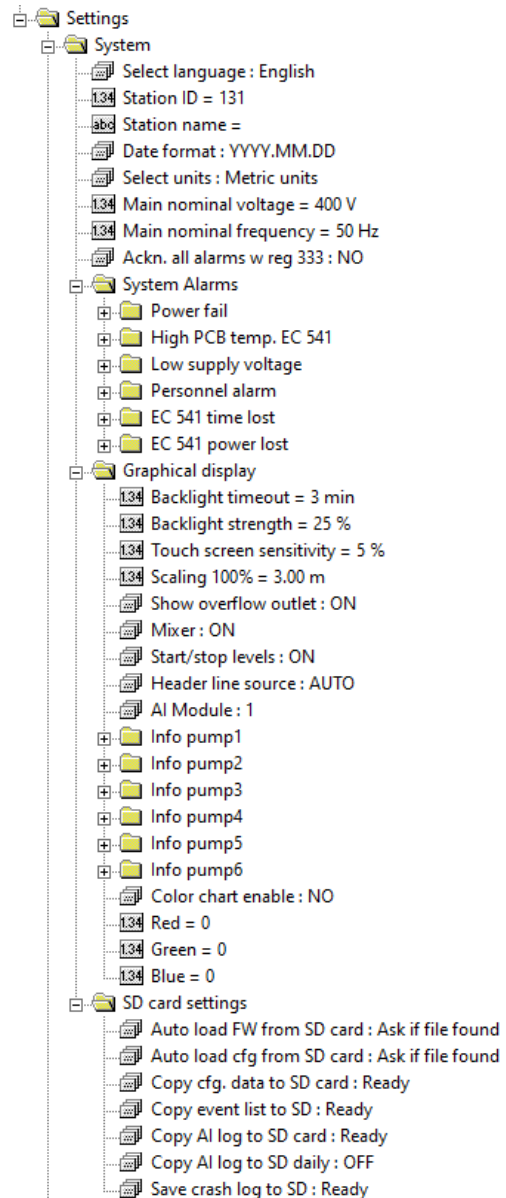 Settings
System
Select language : English
1.34 Station ID = 131
abc Station name =
Date format : YYYY.MM.DD
Select units : Metric units
1.34 Main nominal voltage = 400 V
1.34 Main nominal frequency = 50 Hz
Ackn. all alarms w reg 333 : NO
System Alarms
Power fail
High PCB temp. EC 541
Low supply voltage
Personnel alarm
EC 541 time lost
EC 541 power lost
Graphical display
1.34 Backlight timeout = 3 min
1.34 Backlight strength = 25 %
1.34 Touch screen sensitivity = 5 %
1.34 Scaling 100% = 3.00 m
Show overflow outlet : ON
Mixer : ON
Start/stop levels : ON
Header line source : AUTO
AI Module : 1
Info pump1
Info pump2
Info pump3
Info pump4
Info pump5
Info pump6
Color chart enable : NO
1.34 Red = 0
1.34 Green = 0
1.34 Blue = 0
SD card settings
Auto load FW from SD card : Ask if file found
Auto load cfg from SD card : Ask if file found
Copy cfg. data to SD card : Ready
Copy event list to SD : Ready
Copy AI log to SD card : Ready
Copy AI log to SD daily : OFF
Save crash log to SD : Ready